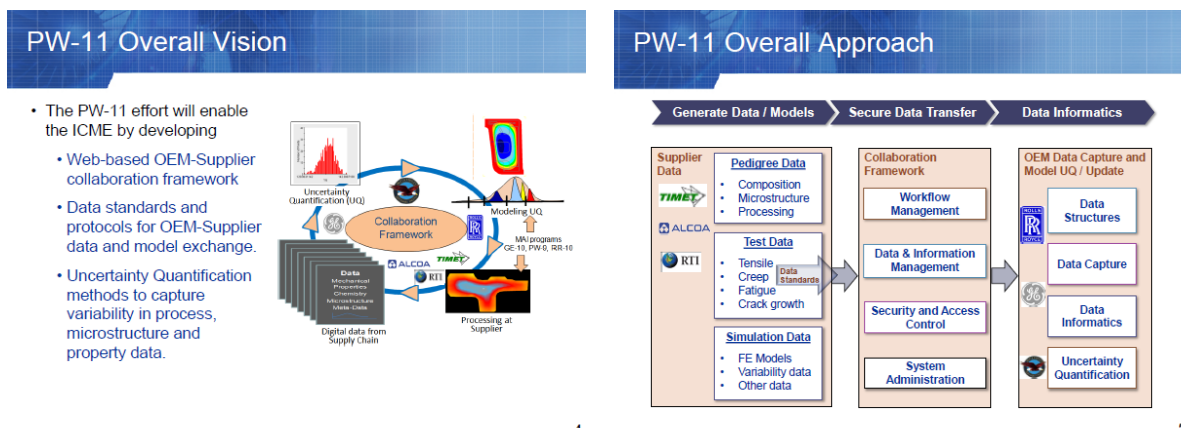 PW-11 Overall Vision
• The PW-11 effort will enable
the ICME by developing
• Web-based OEM-Supplier
collaboration framework
• Data standards and
protocols for OEM-Supplier
data and model exchange.
• Uncertainty Quantification
methods to capture
variability in process,
microstructure and
property data.
Uncertainty
Quantification (UQ)
Modeling UQ
Collaboration
Framework
MAI programs
GE-10, PW-9, RR-10
ALCOA
TIMET
RTI
Data
Mechanical
Properties
Chemistry
Microstructure
Meta-Data
Digital data from
Supply Chain
Processing at
Supplier
PW-11 Overall Approach
Generate Data / Models
Secure Data Transfer
Data Informatics
Supplier
Data
TIMET
ALCOA
RTI
Pedigree Data
• Composition
• Microstructure
• Processing
Test Data
• Tensile
• Creep
• Fatigue
• Crack growth
Data
Standards
Simulation Data
• FE Models
• Variability data
• Other data
Collaboration
Framework
Workflow
Management
Data & Information
Management
Security and Access
Control
System
Administration
OEM Data Capture and
Model UQ / Update
ROLLS
RR
ROYCE
Data
Structures
Data Capture
Data
Informatics
Uncertainty
Quantification